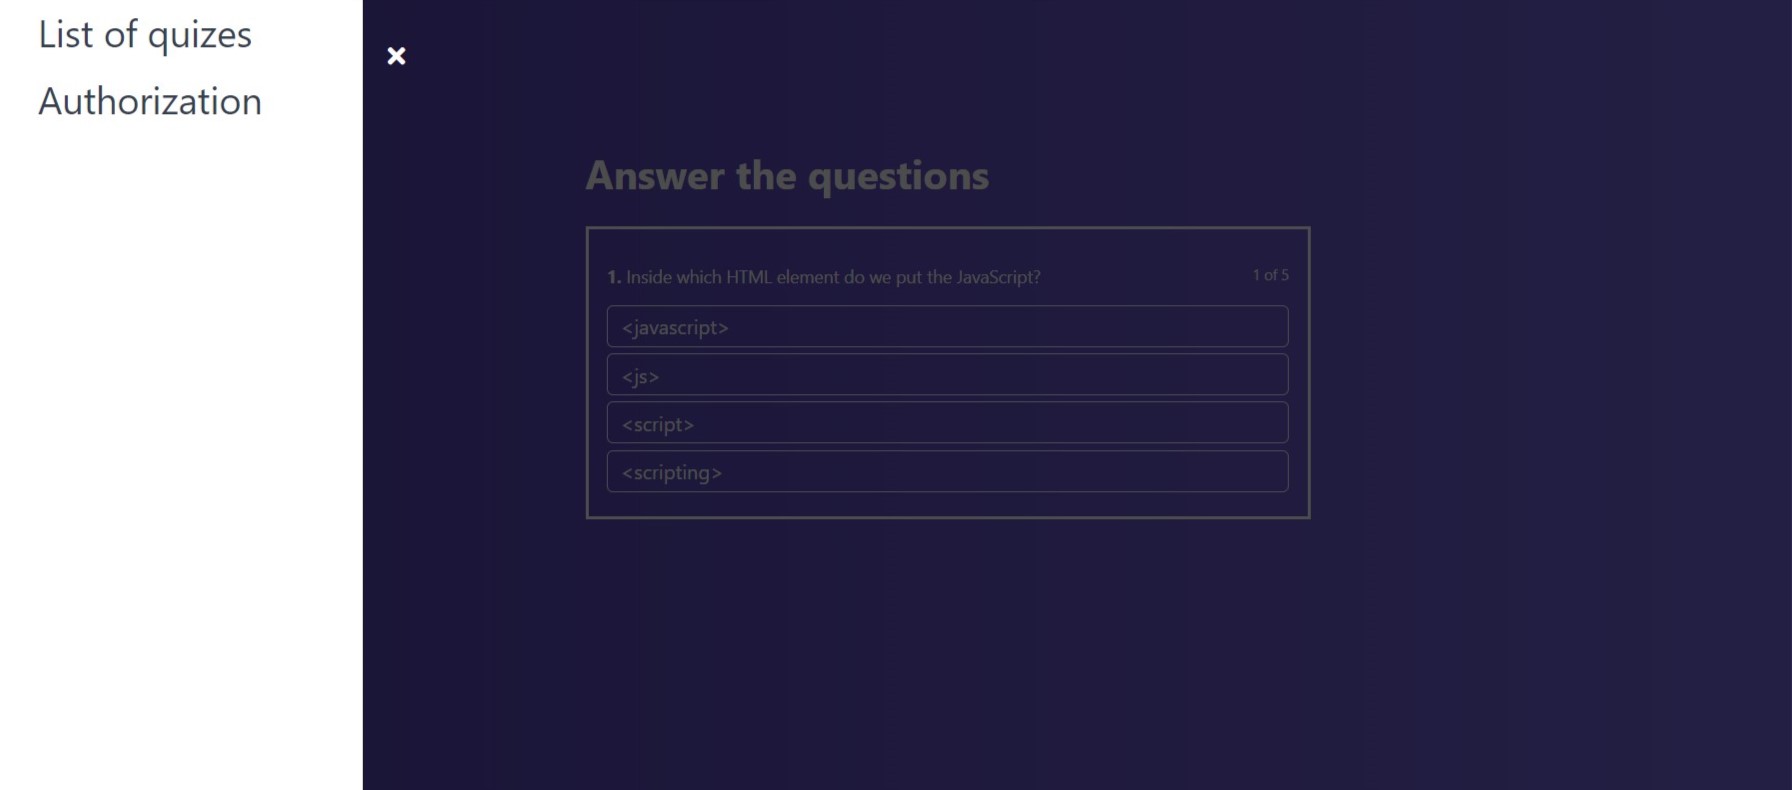 List of quizes
Authorization
Answer the questions
1. Inside which HTML element do we put the JavaScript?
1 of 5
<javascript>
<js>
<script>
<scripting>